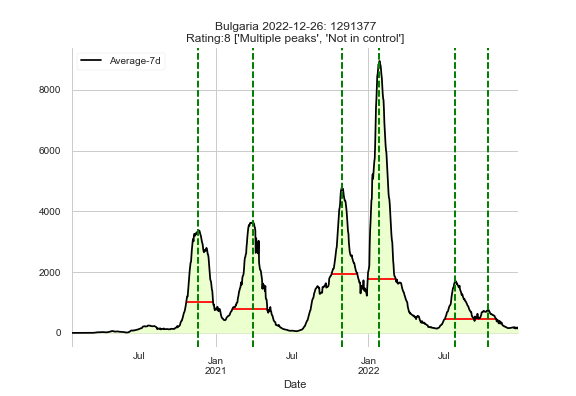 Bulgaria 2022-12-26: 1291377
Rating:8 ['Multiple peaks', 'Not in control']
Average-7d
8000
6000
4000
2000
0
Jul
Jan
2021
Jul
Jan
2022
Jul
Date